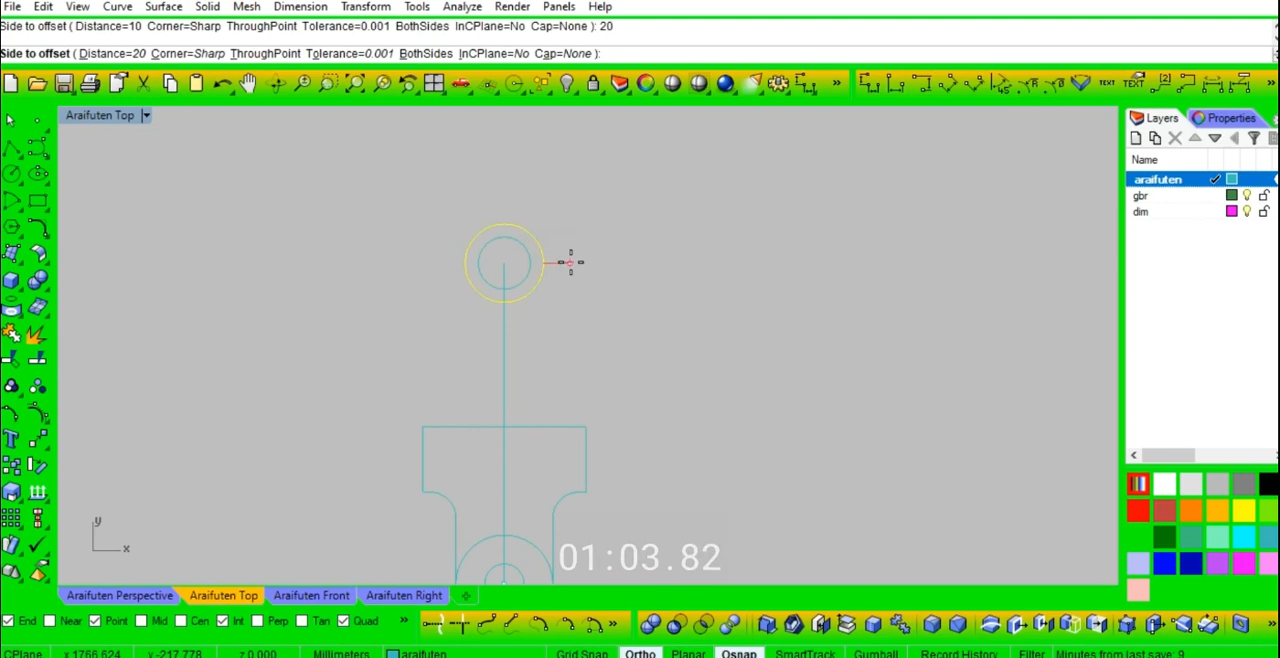 File Edit View Curve Surface Solid Mesh Dimension Transform Tools Analyze Render Panels Help
Side to offset ( Distance=10 Corner=Sharp ThroughPoint Tolerance=0.001 BothSides InCPlane=No Cap=None ): 20
Side to offset ( Distance=20 Corner=Sharp ThroughPoint Tolerance=0.001 BothSides InCPlane=No Cap=None ):
TEXT TEXT
Araifuten Top
Layers Properties
Name
araifuten
gbr
dim
y
x
01:03.82
Araifuten Perspective Araifuten Top Araifuten Front Araifuten Right
End Near Point Mid Cen Int Perp Tan Quad
CPlane x 1766.624 y -217.778 z 0.000 Millimeters araifuten Grid Snap Ortho Planar Osnap SmartTrack Gumball Record History Filter Minutes from last save: 9